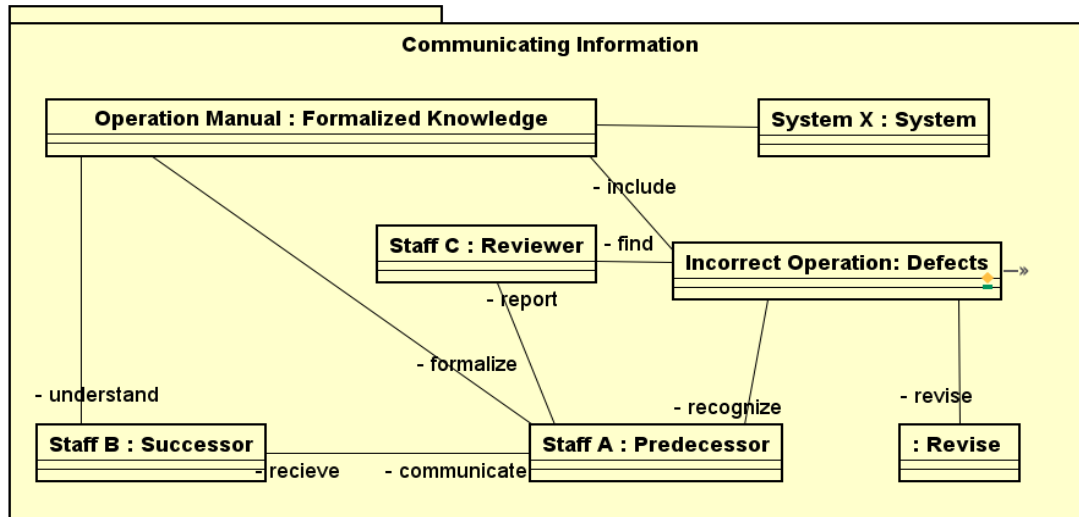 Communicating Information
Operation Manual : Formalized Knowledge
System X : System
- include
Staff C : Reviewer
- find
Incorrect Operation: Defects
- report
- formalize
- understand
- recognize
- revise
Staff B : Successor
Staff A : Predecessor
: Revise
- recieve
- communicate